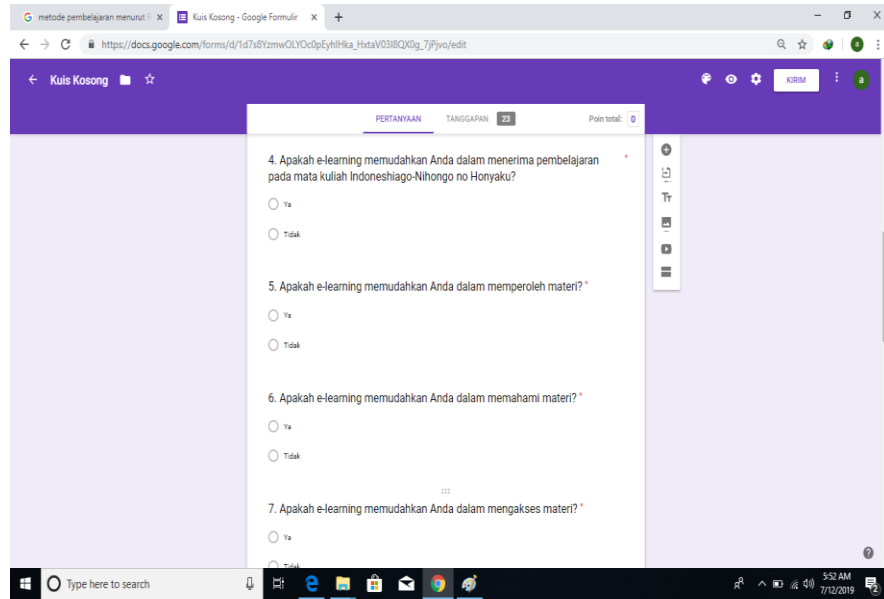 metode pembelajaran menurut
Kuis Kosong - Google Formulir
https://docs.google.com/forms/d/1d7s8YzmwOLYOc0pEyhlHka_HxtaV03I8QX0g_7jPjvo/edit
Kuis Kosong
KIRIM
a
PERTANYAAN TANGGAPAN 23 Poin total: 0
4. Apakah e-learning memudahkan Anda dalam menerima pembelajaran *
pada mata kuliah Indoneshiago-Nihongo no Honyaku?
Ya
Tidak
5. Apakah e-learning memudahkan Anda dalam memperoleh materi? *
Ya
Tidak
6. Apakah e-learning memudahkan Anda dalam memahami materi? *
Ya
Tidak
7. Apakah e-learning memudahkan Anda dalam mengakses materi? *
Ya
Tidak
Type here to search
5:52 AM
7/12/2019